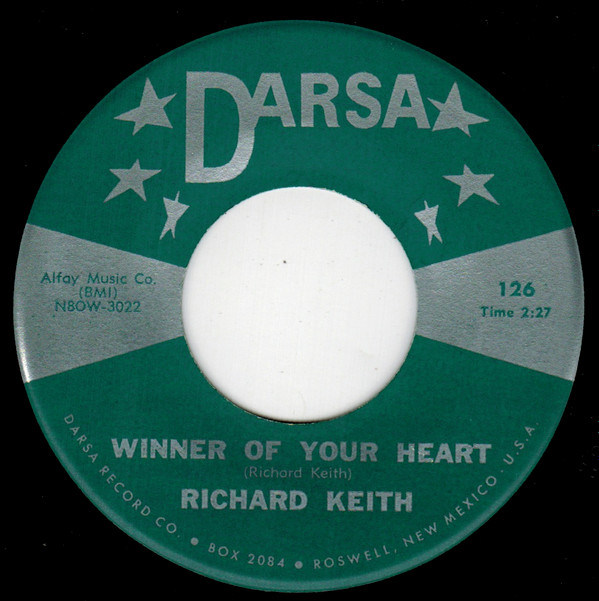 DARSA
Alfay Music Co.
(BMI)
N8OW-3022
126
Time 2:27
WINNER OF YOUR HEART
(Richard Keith)
RICHARD KEITH
DARSA RECORD CO. • BOX 2084 • ROSWELL, NEW MEXICO · U.S.A.